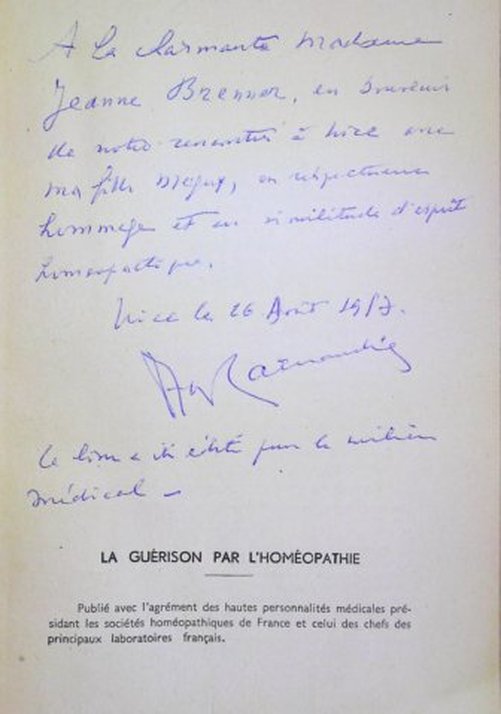 A la charmante Madame
Jeanne Brenner, en souvenir
de notre rencontre à Nice avec
ma fille, en respectueux
hommage et en similitude d'esprit
homéopathique.
Nice le 26 Août 1957.
Ce livre a été édité pour le milieu
médical —
LA GUÉRISON PAR L'HOMÉOPATHIE
Publié avec l'agrément des hautes personnalités médicales pré-
sidant les sociétés homéopathiques de France et celui des chefs des
principaux laboratoires français.